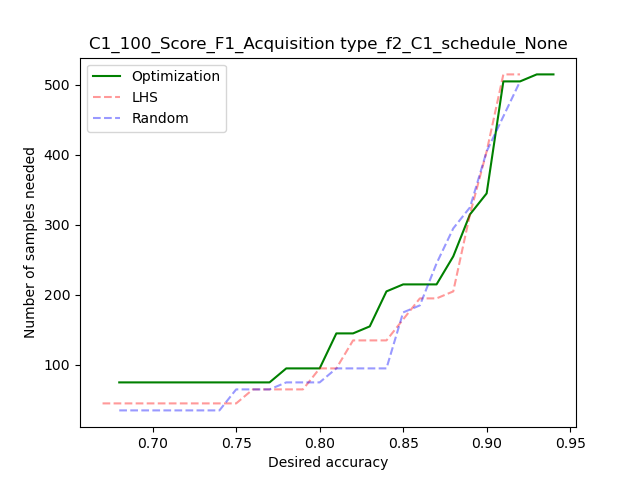 C1_100_Score_F1_Acquisition type_f2_C1_schedule_None
Optimization
LHS
Random
Number of samples needed
500
400
300
200
100
0.70 0.75 0.80 0.85 0.90 0.95
Desired accuracy